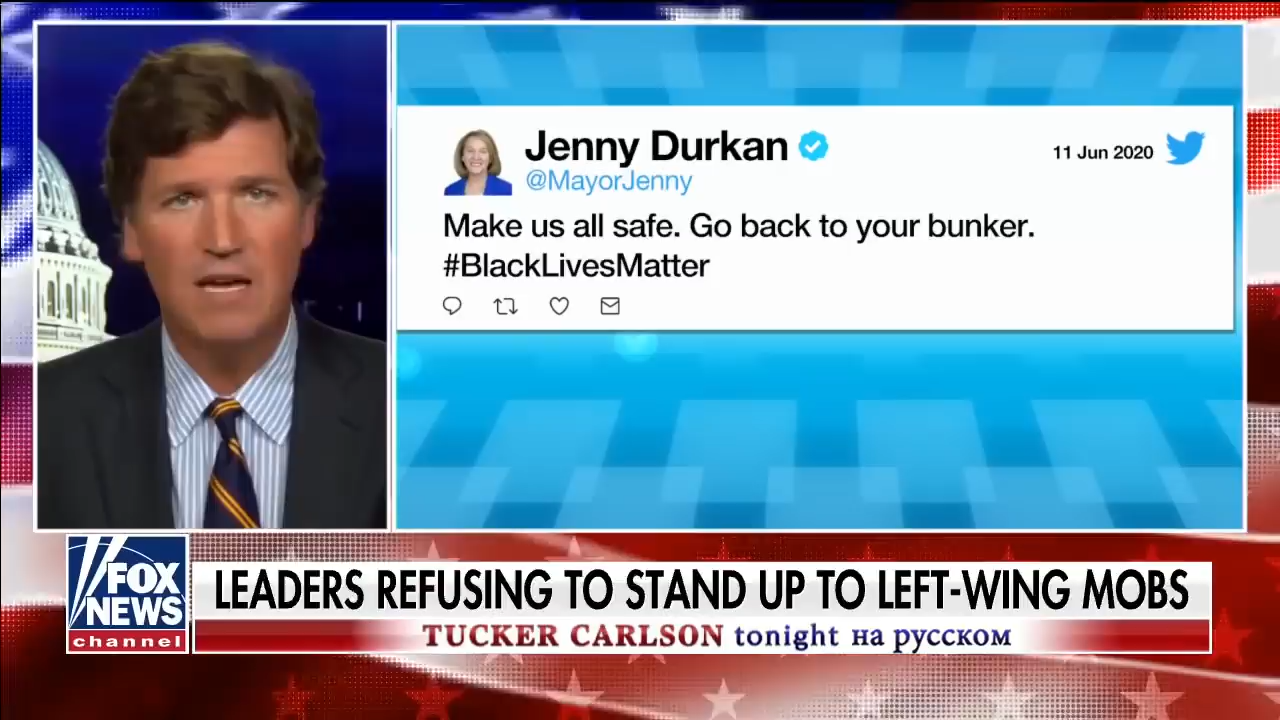 Jenny Durkan
@MayorJenny
11 Jun 2020
Make us all safe. Go back to your bunker.
#BlackLivesMatter
FOX
NEWS
channel
LEADERS REFUSING TO STAND UP TO LEFT-WING MOBS
TUCKER CARLSON tonight на русском